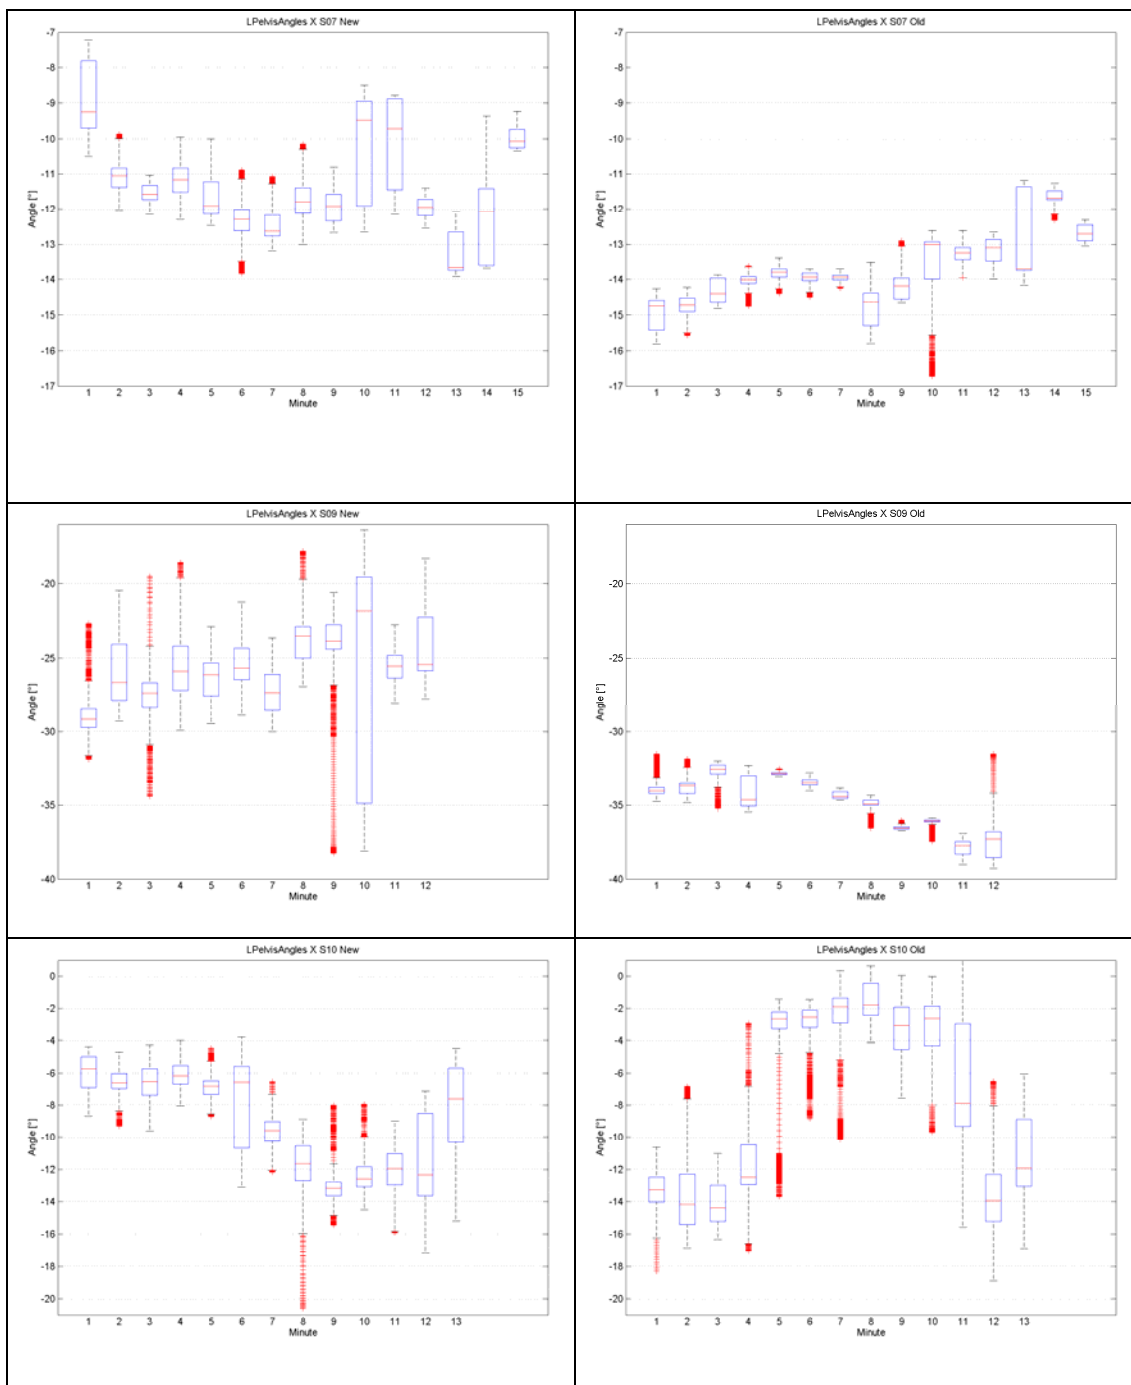 LPelvisAngles X S07 New
-7
-8
-9
-10
-11
-12
-13
-14
-15
-16
-17
Angle [°]
1 2 3 4 5 6 7 8 9 10 11 12 13 14 15
Minute
LPelvisAngles X S07 Old
-7
-8
-9
-10
-11
-12
-13
-14
-15
-16
-17
Angle [°]
1 2 3 4 5 6 7 8 9 10 11 12 13 14 15
Minute
LPelvisAngles X S09 New
-20
-25
-30
-35
-40
Angle [°]
1 2 3 4 5 6 7 8 9 10 11 12
Minute
LPelvisAngles X S09 Old
-20
-25
-30
-35
-40
Angle [°]
1 2 3 4 5 6 7 8 9 10 11 12
Minute
LPelvisAngles X S10 New
0
-2
-4
-6
-8
-10
-12
-14
-16
-18
-20
Angle [°]
1 2 3 4 5 6 7 8 9 10 11 12 13
Minute
LPelvisAngles X S10 Old
0
-2
-4
-6
-8
-10
-12
-14
-16
-18
-20
Angle [°]
1 2 3 4 5 6 7 8 9 10 11 12 13
Minute